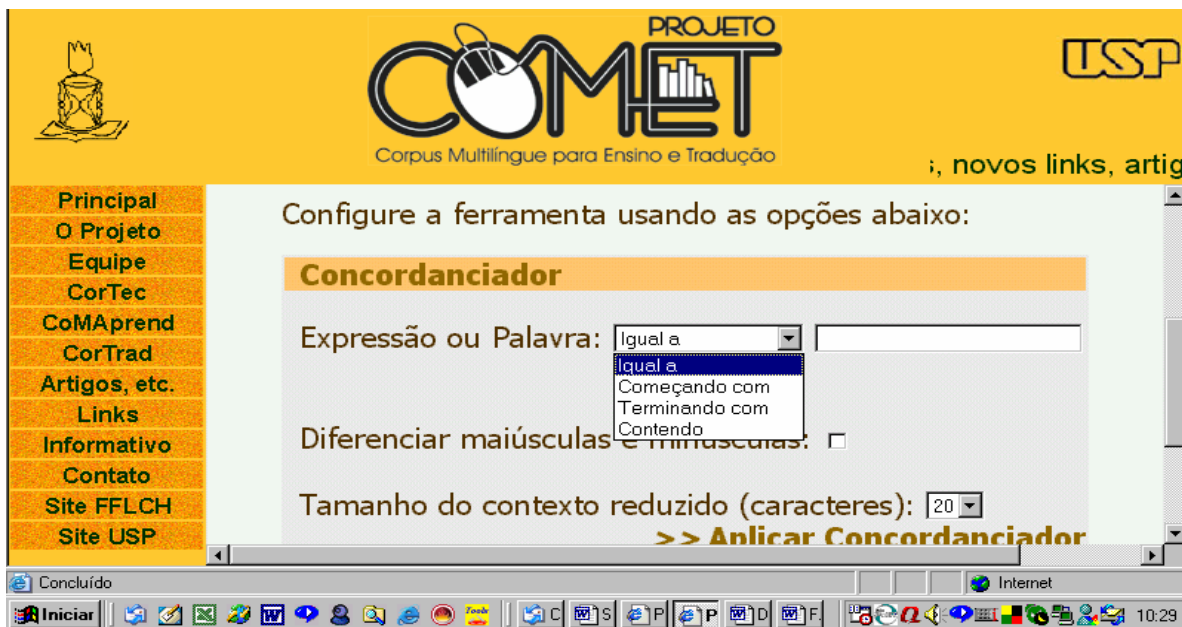 PROJETO
COMET
Corpus Multilíngue para Ensino e Tradução
USP
, novos links, artig
Principal
O Projeto
Equipe
CorTec
CoMAprend
CorTrad
Artigos, etc.
Links
Informativo
Contato
Site FFLCH
Site USP
Configure a ferramenta usando as opções abaixo:
Concordanciador
Expressão ou Palavra: Igual a
Igual a
Começando com
Terminando com
Contendo
Diferenciar maiúsculas e minúsculas:
Tamanho do contexto reduzido (caracteres): 20
>> Aplicar Concordanciador
Concluído
Internet
Iniciar
Tools
C
S
P
P
D
F.
10:29